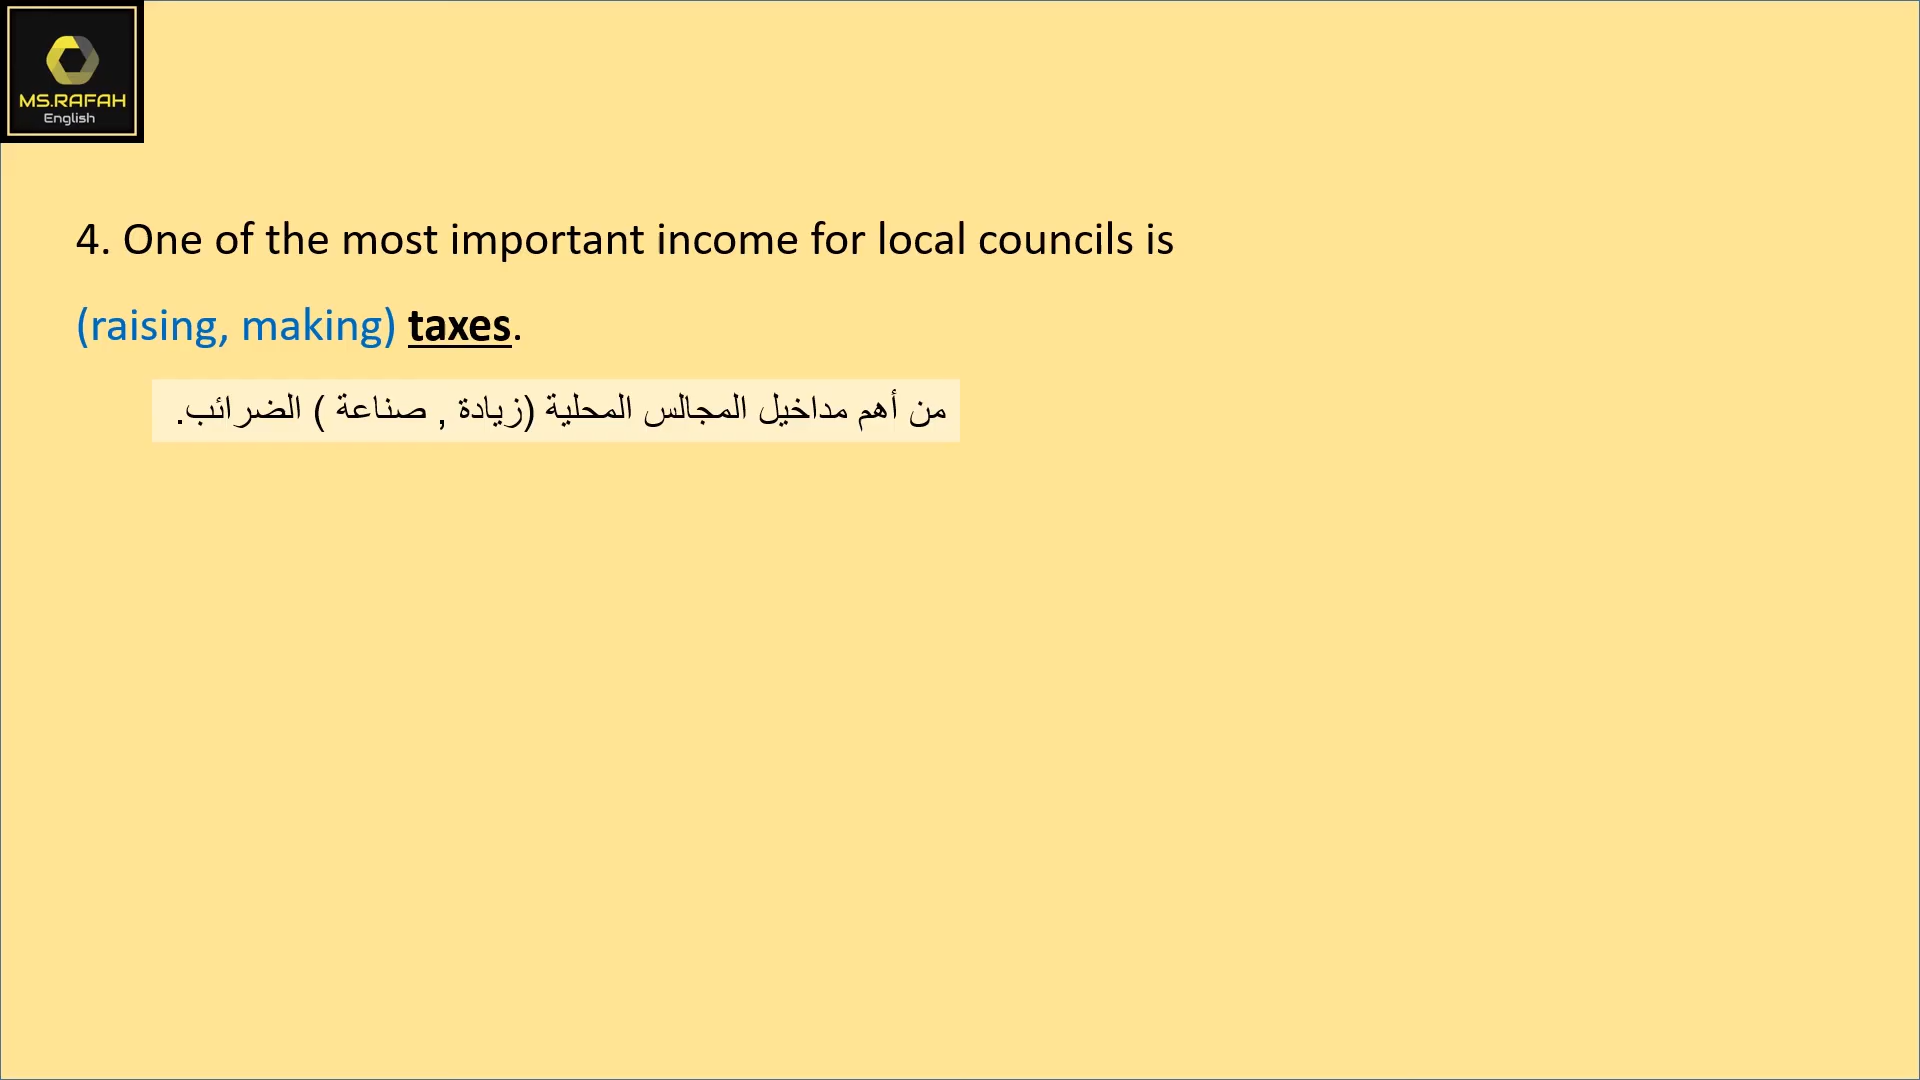 MS.RAFAH
English
4. One of the most important income for local councils is
(raising, making) taxes.
من أهم مداخيل المجالس المحلية (زيادة , صناعة ) الضرائب.